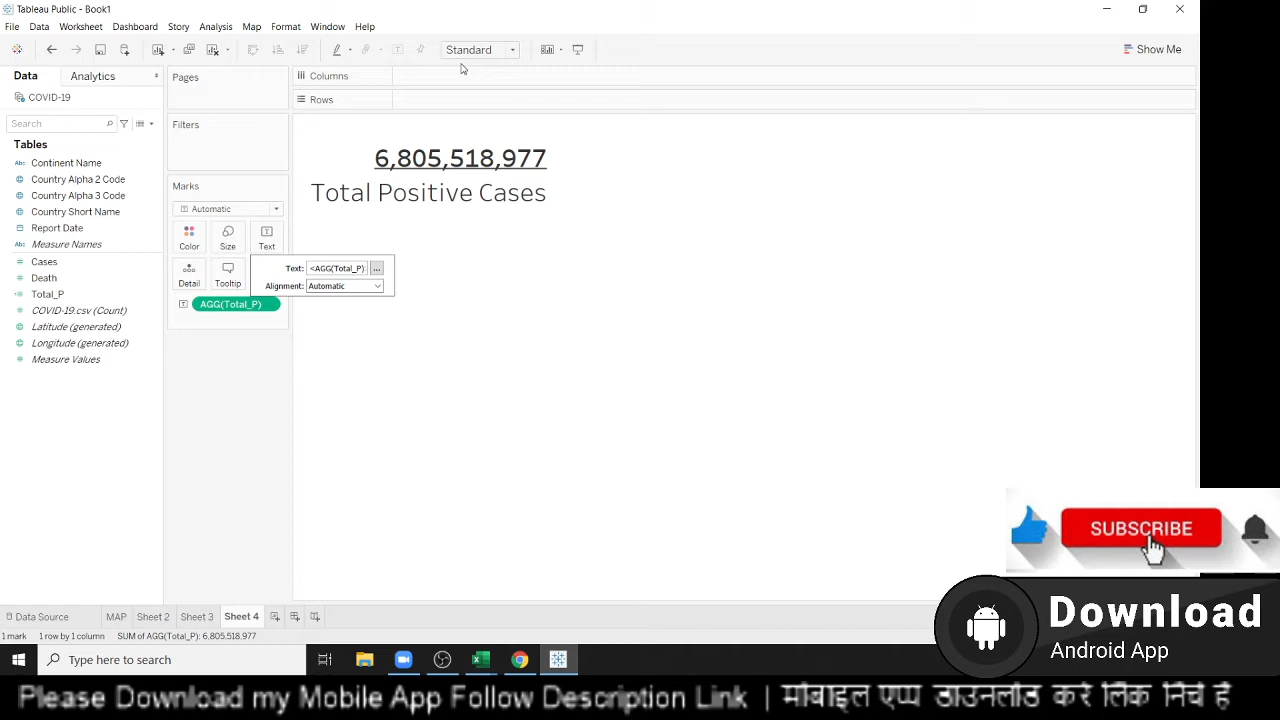 Tableau Public - Book1
File Data Worksheet Dashboard Story Analysis Map Format Window Help
Standard
Show Me
Data Analytics
Pages
Columns
Rows
COVID-19
Search
Filters
Tables
Continent Name
Country Alpha 2 Code
Country Alpha 3 Code
Country Short Name
Report Date
Measure Names
Cases
Death
Total_P
COVID-19.csv (Count)
Latitude (generated)
Longitude (generated)
Measure Values
Marks
Automatic
Color Size Text
Detail Tooltip
Text: <AGG(Total_P) ...
Alignment: Automatic
AGG(Total_P)
6,805,518,977
Total Positive Cases
SUBSCRIBE
Download
Android App
Data Source MAP Sheet 2 Sheet 3 Sheet 4
1 mark 1 row by 1 column SUM of AGG(Total_P): 6,805,518,977
Type here to search
Please Download my Mobile App Follow Description Link | मोबाइल एप्प डाउनलोड करे लिंक निचे है